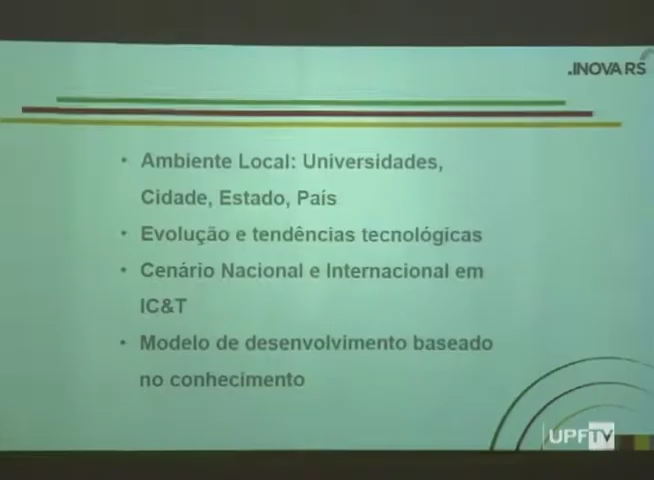 .INOVA RS
• Ambiente Local: Universidades,
Cidade, Estado, País
• Evolução e tendências tecnológicas
• Cenário Nacional e Internacional em
IC&T
• Modelo de desenvolvimento baseado
no conhecimento
UPFTV